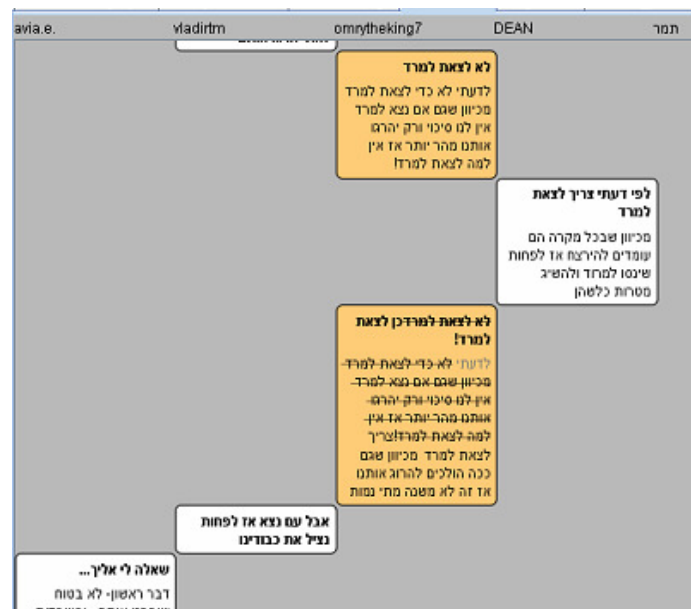 avia.e.
vladirtm
omrytheking7
DEAN
תמר
לא לצאת למרד
לדעתי לא כדי לצאת למרד
מכיוון שגם אם נצא למרד
אין לנו סיכוי ורק יהרגו
אותנו מהר יותר אז אין
למה לצאת למרד!
לפי דעתי צריך לצאת
למרד
מכיוון שבכל מקרה הם
עומדים להירצח אז לפחות
שינסו למרוד ולהשיג
מטרות כלשהן
לא לצאת למרדכן לצאת
למרד!
לדעתי לא כדי לצאת למרד
מכיוון שגם אם נצא למרד
אין לנו סיכוי ורק יהרגו
אותנו מהר יותר אז אין
למה לצאת למרד!צריך
לצאת למרד מכיוון שגם
ככה הולכים להרוג אותנו
אז זה לא משנה מתי נמות
אבל עם נצא אז לפחות
נציל את כבודינו
שאלה לי אליך...
דבר ראשון- לא בטוח